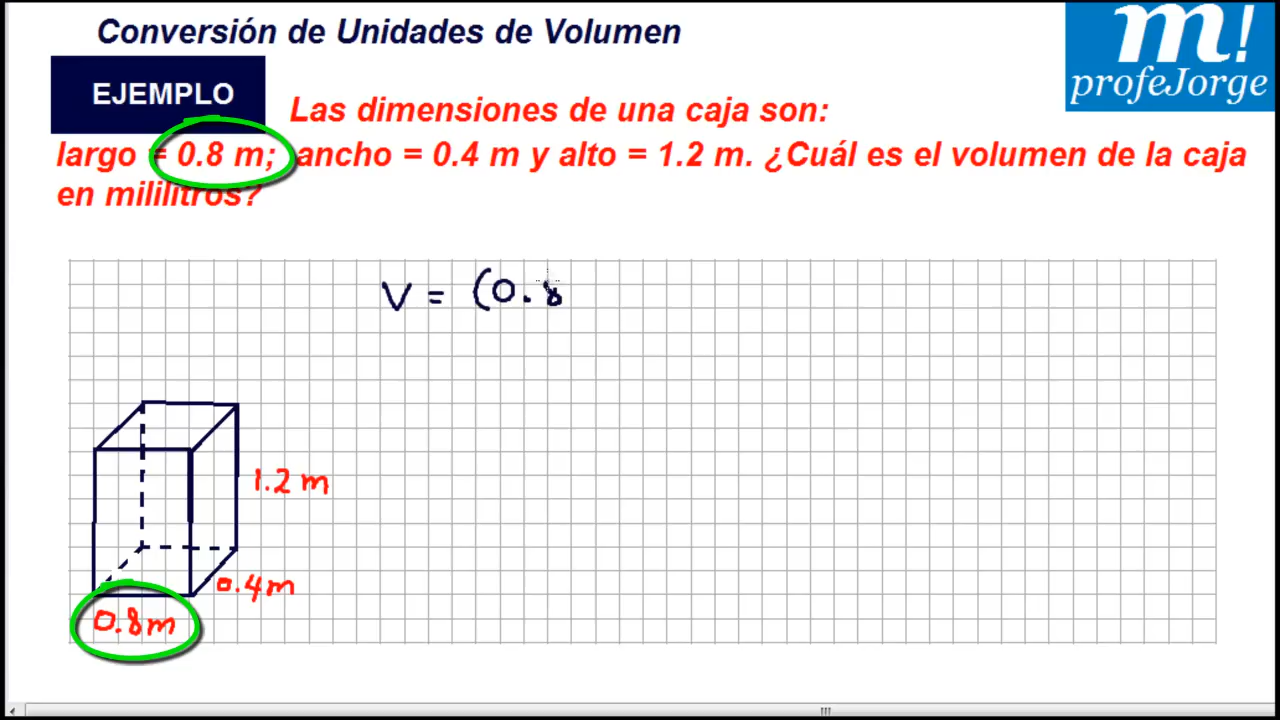 Conversión de Unidades de Volumen
m!
profeJorge
EJEMPLO
Las dimensiones de una caja son:
largo = 0.8 m; ancho = 0.4 m y alto = 1.2 m. ¿Cuál es el volumen de la caja
en mililitros?
V = (0.8
1.2 m
0.4m
0.8m